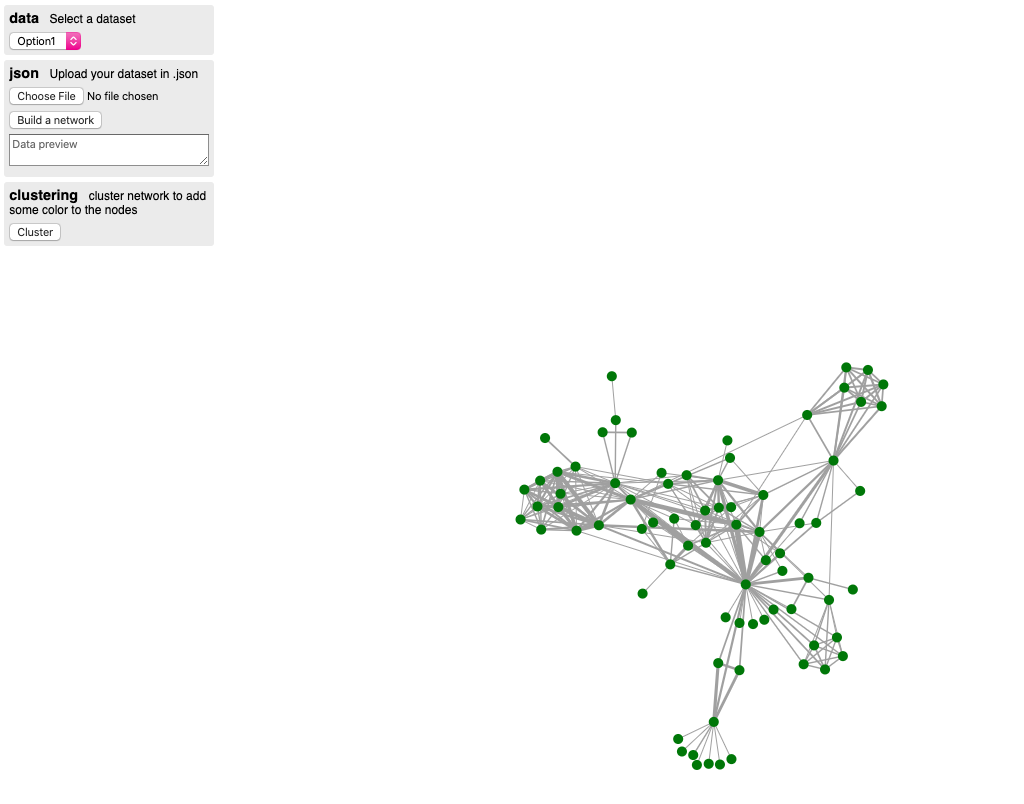 data Select a dataset
Option1
json Upload your dataset in .json
Choose File No file chosen
Build a network
Data preview
clustering cluster network to add
some color to the nodes
Cluster